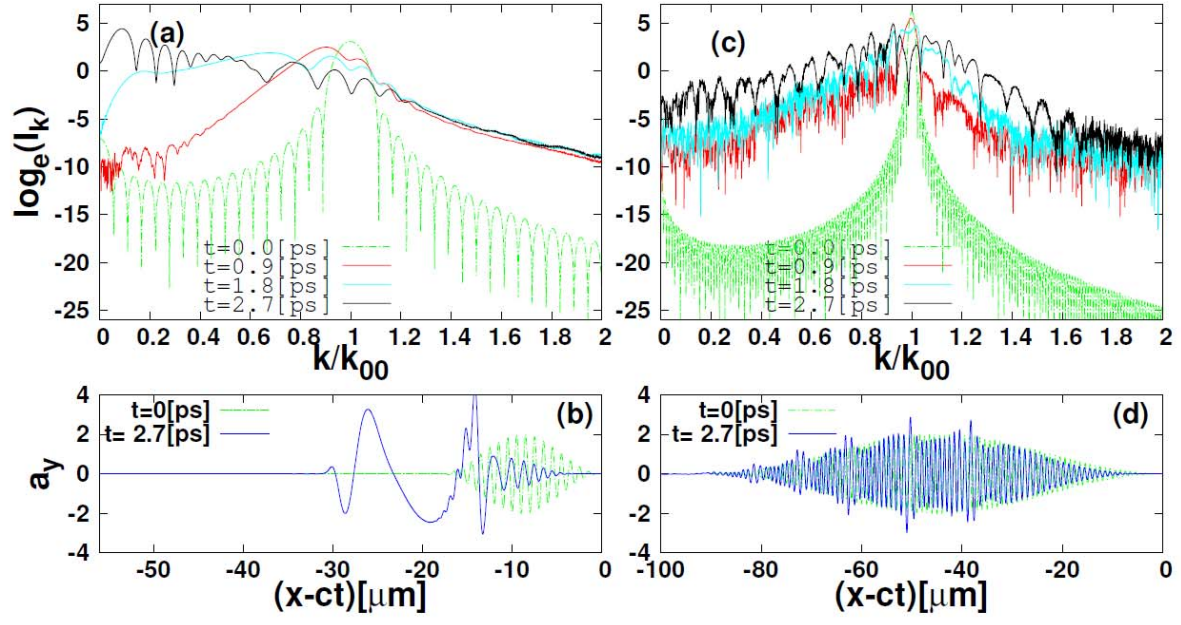 (a)
log_e(I_k)
5
0
-5
-10
-15
-20
-25
t=0.0[ps]
t=0.9[ps]
t=1.8[ps]
t=2.7[ps]
0 0.2 0.4 0.6 0.8 1 1.2 1.4 1.6 1.8 2
k/k_00
(c)
5
0
-5
-10
-15
-20
-25
t=0.0[ps]
t=0.9[ps]
t=1.8[ps]
t=2.7[ps]
0 0.2 0.4 0.6 0.8 1 1.2 1.4 1.6 1.8 2
k/k_00
(b)
t=0[ps]
t= 2.7[ps]
a_y
4
2
0
-2
-4
-50 -40 -30 -20 -10 0
(x-ct)[μm]
(d)
t=0[ps]
t= 2.7[ps]
4
2
0
-2
-4
-100 -80 -60 -40 -20 0
(x-ct)[μm]